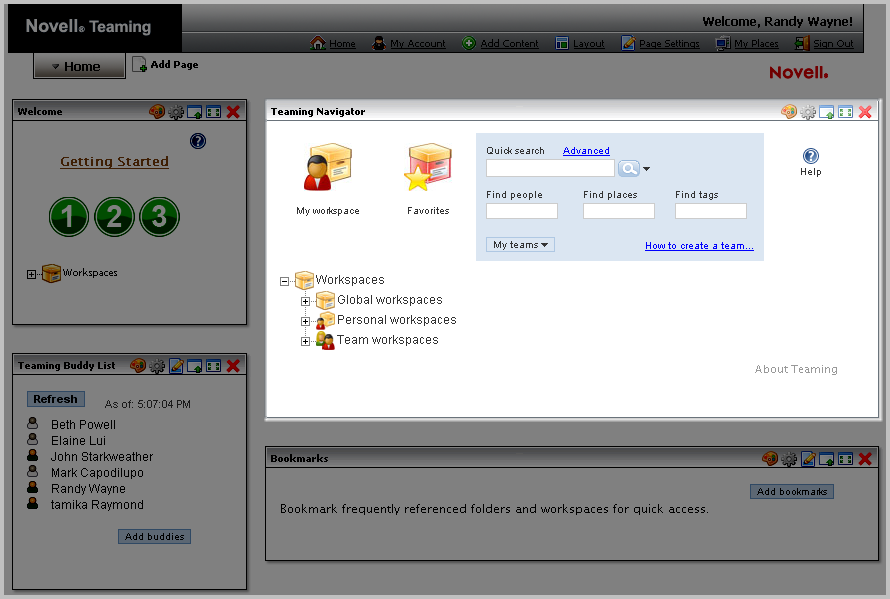 Novell® Teaming
Welcome, Randy Wayne!
Home My Account Add Content Layout Page Settings My Places Sign Out
Home Add Page
Novell.
Welcome
Getting Started
1 2 3
Workspaces
Teaming Navigator
My workspace
Favorites
Quick search Advanced
Find people Find places Find tags
My teams How to create a team...
Help
Workspaces
Global workspaces
Personal workspaces
Team workspaces
About Teaming
Teaming Buddy List
Refresh As of: 5:07:04 PM
Beth Powell
Elaine Lui
John Starkweather
Mark Capodilupo
Randy Wayne
tamika Raymond
Add buddies
Bookmarks
Add bookmarks
Bookmark frequently referenced folders and workspaces for quick access.